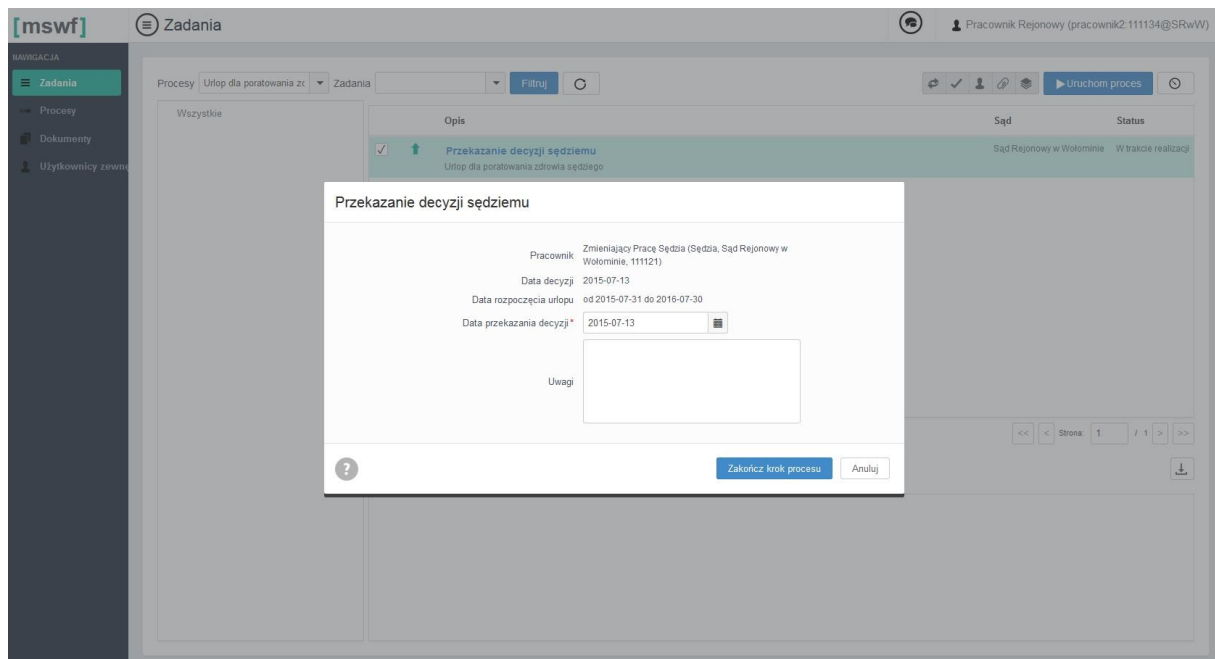 [mswf]
Zadania
Pracownik Rejonowy (pracownik2:111134@SRwW)
NAWIGACJA
Zadania
Procesy
Dokumenty
Użytkownicy zewnę
Procesy Urlop dla poratowania zc Zadania Filtruj Uruchom proces
Wszystkie
Opis Sąd Status
Przekazanie decyzji sędziemu Sąd Rejonowy w Wołominie W trakcie realizacji
Urlop dla poratowania zdrowia sędziego
Przekazanie decyzji sędziemu
Pracownik Zmieniający Pracę Sędzia (Sędzia, Sąd Rejonowy w
Wołominie, 111121)
Data decyzji 2015-07-13
Data rozpoczęcia urlopu od 2015-07-31 do 2016-07-30
Data przekazania decyzji* 2015-07-13
Uwagi
<< < Strona: 1 / 1 > >>
? Zakończ krok procesu Anuluj